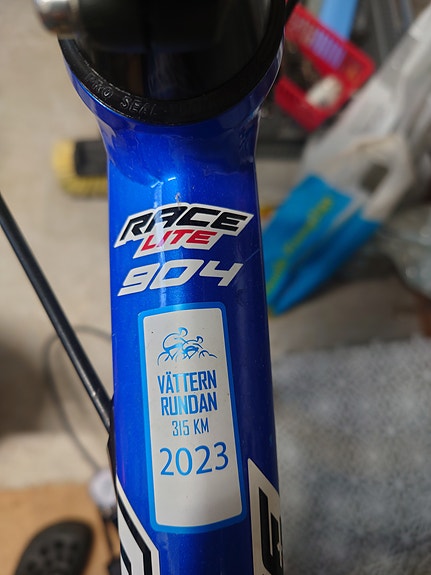 PRO SEAL
RACE
LITE
904
VÄTTERN
RUNDAN
315 KM
2023